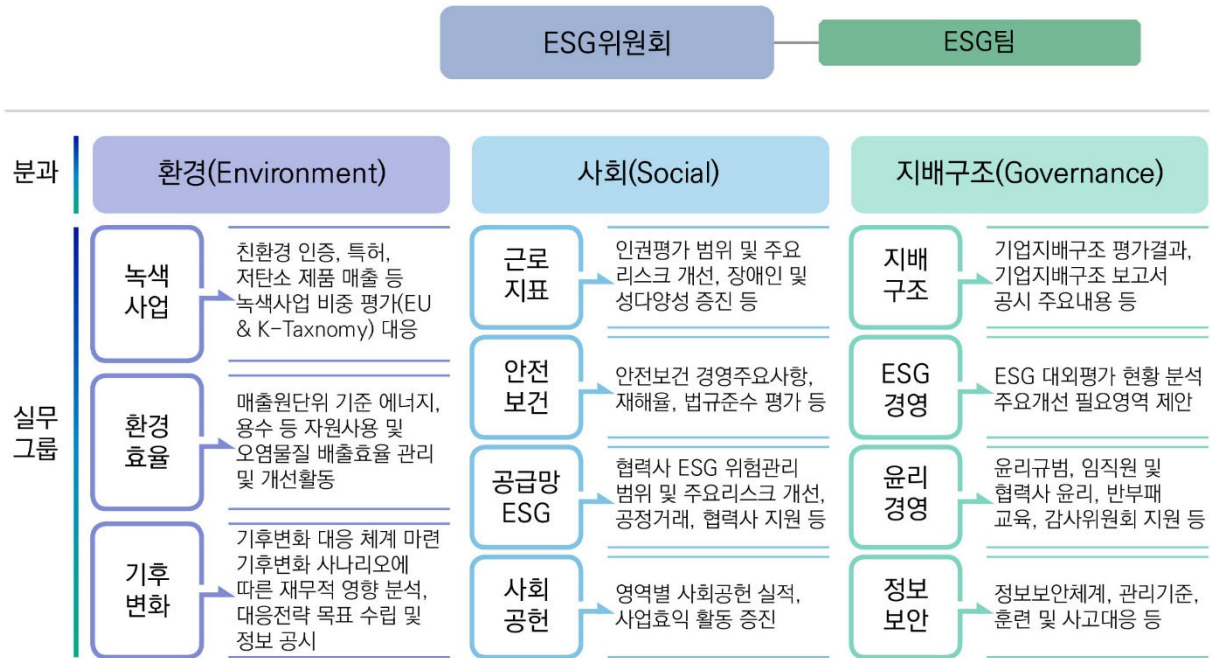 ESG위원회
ESG팀
분과
환경(Environment)
사회(Social)
지배구조(Governance)
실무
그룹
녹색
사업
친환경 인증, 특허,
저탄소 제품 매출 등
녹색사업 비중 평가(EU
& K-Taxnomy) 대응
환경
효율
매출원단위 기준 에너지,
용수 등 자원사용 및
오염물질 배출효율 관리
및 개선활동
기후
변화
기후변화 대응 체계 마련
기후변화 사나리오에
따른 재무적 영향 분석,
대응전략 목표 수립 및
정보 공시
근로
지표
인권평가 범위 및 주요
리스크 개선, 장애인 및
성다양성 증진 등
안전
보건
안전보건 경영주요사항,
재해율, 법규준수 평가 등
공급망
ESG
협력사 ESG 위험관리
범위 및 주요리스크 개선,
공정거래, 협력사 지원 등
사회
공헌
영역별 사회공헌 실적,
사업효익 활동 증진
지배
구조
기업지배구조 평가결과,
기업지배구조 보고서
공시 주요내용 등
ESG
경영
ESG 대외평가 현황 분석
주요개선 필요영역 제안
윤리
경영
윤리규범, 임직원 및
협력사 윤리, 반부패
교육, 감사위원회 지원 등
정보
보안
정보보안체계, 관리기준,
훈련 및 사고대응 등